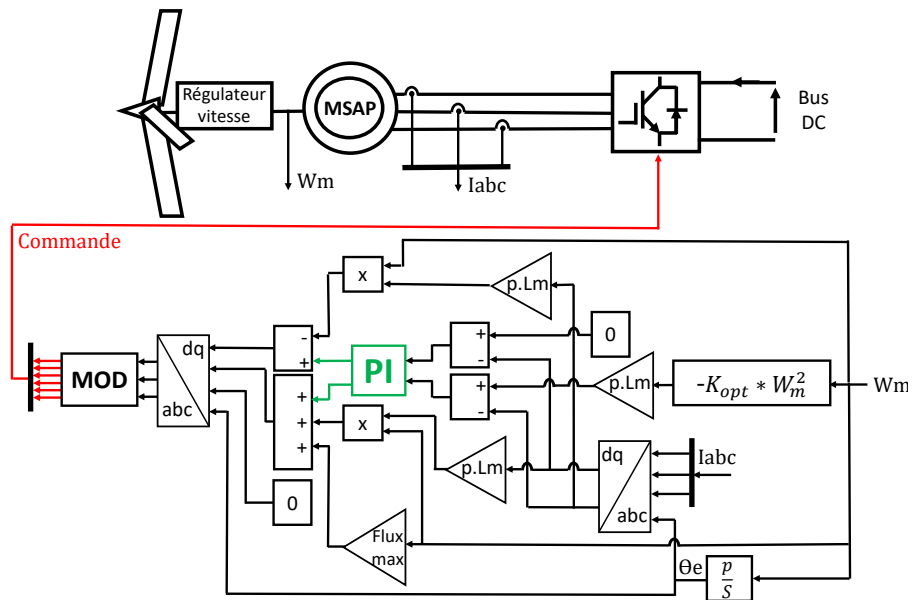 Régulateur
vitesse
MSAP
Bus
DC
Wm
Iabc
Commande
x
p.Lm
0
-
+
+
-
dq
abc
MOD
PI
+
-
p.Lm
-K_opt * W_m^2
Wm
+
+
+
x
p.Lm
dq
abc
Iabc
0
Flux
max
Θe
p
S